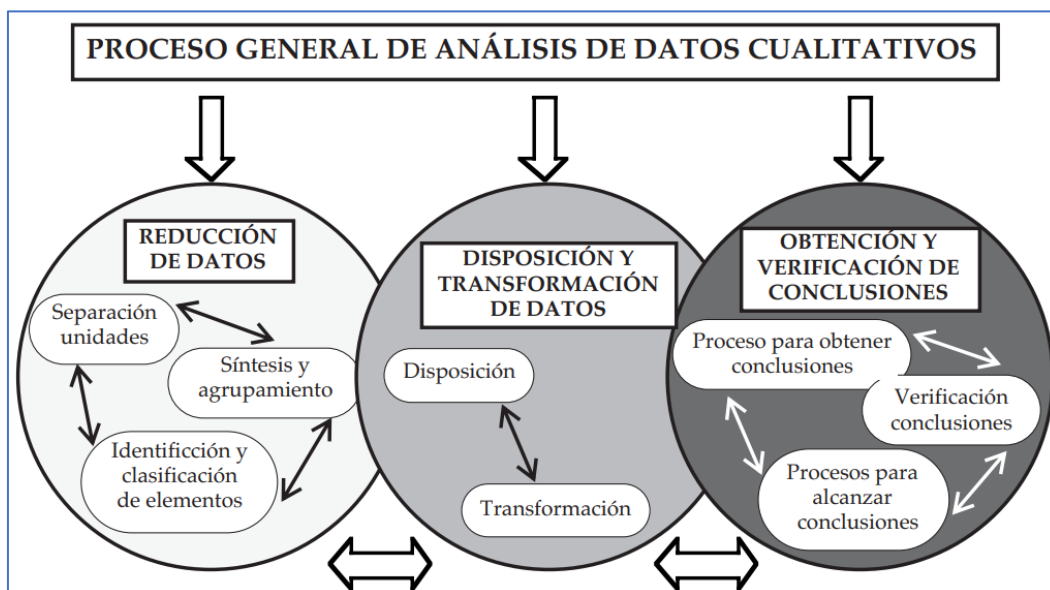 PROCESO GENERAL DE ANÁLISIS DE DATOS CUALITATIVOS
REDUCCIÓN
DE DATOS
Separación
unidades
Síntesis y
agrupamiento
Identificción y
clasificación
de elementos
DISPOSICIÓN Y
TRANSFORMACIÓN
DE DATOS
Disposición
Transformación
OBTENCIÓN Y
VERIFICACIÓN DE
CONCLUSIONES
Proceso para obtener
conclusiones
Verificación
conclusiones
Procesos para
alcanzar
conclusiones